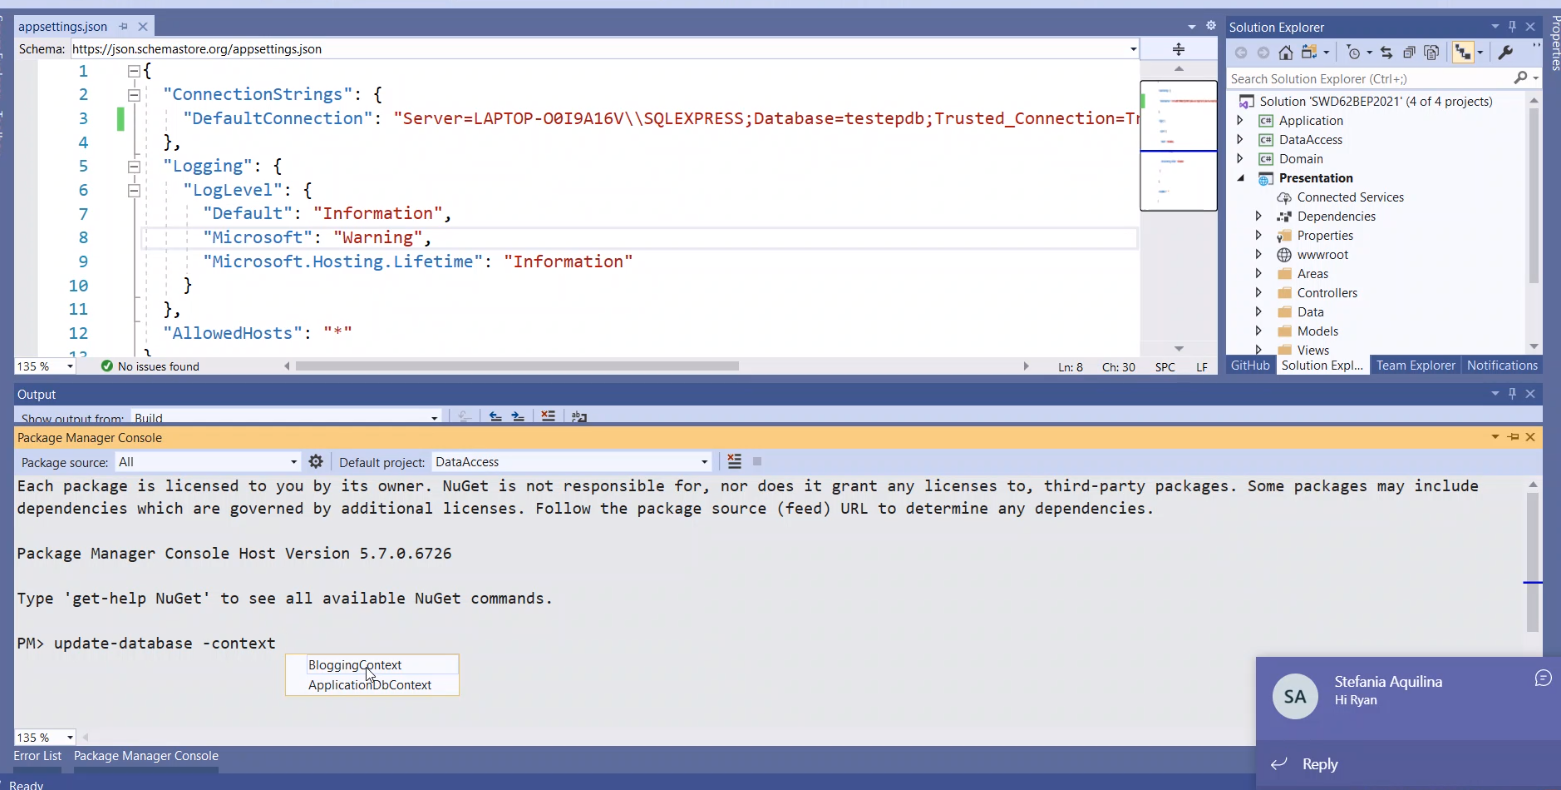 appsettings.json
Schema: https://json.schemastore.org/appsettings.json
1 {
2 "ConnectionStrings": {
3 "DefaultConnection": "Server=LAPTOP-O0I9A16V\\SQLEXPRESS;Database=testepdb;Trusted_Connection=Tr
4 },
5 "Logging": {
6 "LogLevel": {
7 "Default": "Information",
8 "Microsoft": "Warning",
9 "Microsoft.Hosting.Lifetime": "Information"
10 }
11 },
12 "AllowedHosts": "*"
13 }
135 % No issues found Ln: 8 Ch: 30 SPC LF
Solution Explorer
Search Solution Explorer (Ctrl+;)
Solution 'SWD62BEP2021' (4 of 4 projects)
Application
DataAccess
Domain
Presentation
Connected Services
Dependencies
Properties
wwwroot
Areas
Controllers
Data
Models
Views
GitHub Solution Expl... Team Explorer Notifications
Properties
Output
Show output from: Build
Package Manager Console
Package source: All Default project: DataAccess
Each package is licensed to you by its owner. NuGet is not responsible for, nor does it grant any licenses to, third-party packages. Some packages may include
dependencies which are governed by additional licenses. Follow the package source (feed) URL to determine any dependencies.
Package Manager Console Host Version 5.7.0.6726
Type 'get-help NuGet' to see all available NuGet commands.
PM> update-database -context
BloggingContext
ApplicationDbContext
135 %
Error List Package Manager Console
Ready
SA
Stefania Aquilina
Hi Ryan
Reply